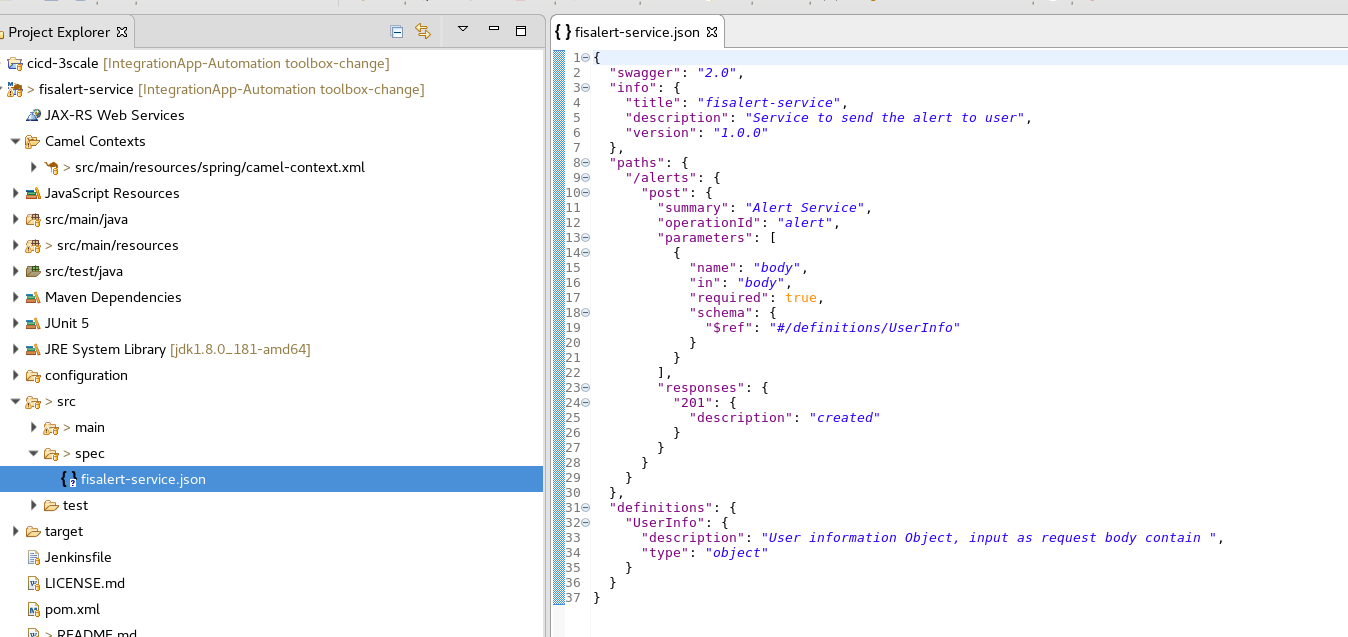 Project Explorer
cicd-3scale [IntegrationApp-Automation toolbox-change]
> fisalert-service [IntegrationApp-Automation toolbox-change]
JAX-RS Web Services
Camel Contexts
> src/main/resources/spring/camel-context.xml
JavaScript Resources
src/main/java
> src/main/resources
src/test/java
Maven Dependencies
JUnit 5
JRE System Library [jdk1.8.0_181-amd64]
configuration
> src
> main
> spec
fisalert-service.json
test
target
Jenkinsfile
LICENSE.md
pom.xml
> README.md
{ } fisalert-service.json
1 {
2 "swagger": "2.0",
3 "info": {
4 "title": "fisalert-service",
5 "description": "Service to send the alert to user",
6 "version": "1.0.0"
7 },
8 "paths": {
9 "/alerts": {
10 "post": {
11 "summary": "Alert Service",
12 "operationId": "alert",
13 "parameters": [
14 {
15 "name": "body",
16 "in": "body",
17 "required": true,
18 "schema": {
19 "$ref": "#/definitions/UserInfo"
20 }
21 }
22 ],
23 "responses": {
24 "201": {
25 "description": "created"
26 }
27 }
28 }
29 }
30 },
31 "definitions": {
32 "UserInfo": {
33 "description": "User information Object, input as request body contain ",
34 "type": "object"
35 }
36 }
37 }